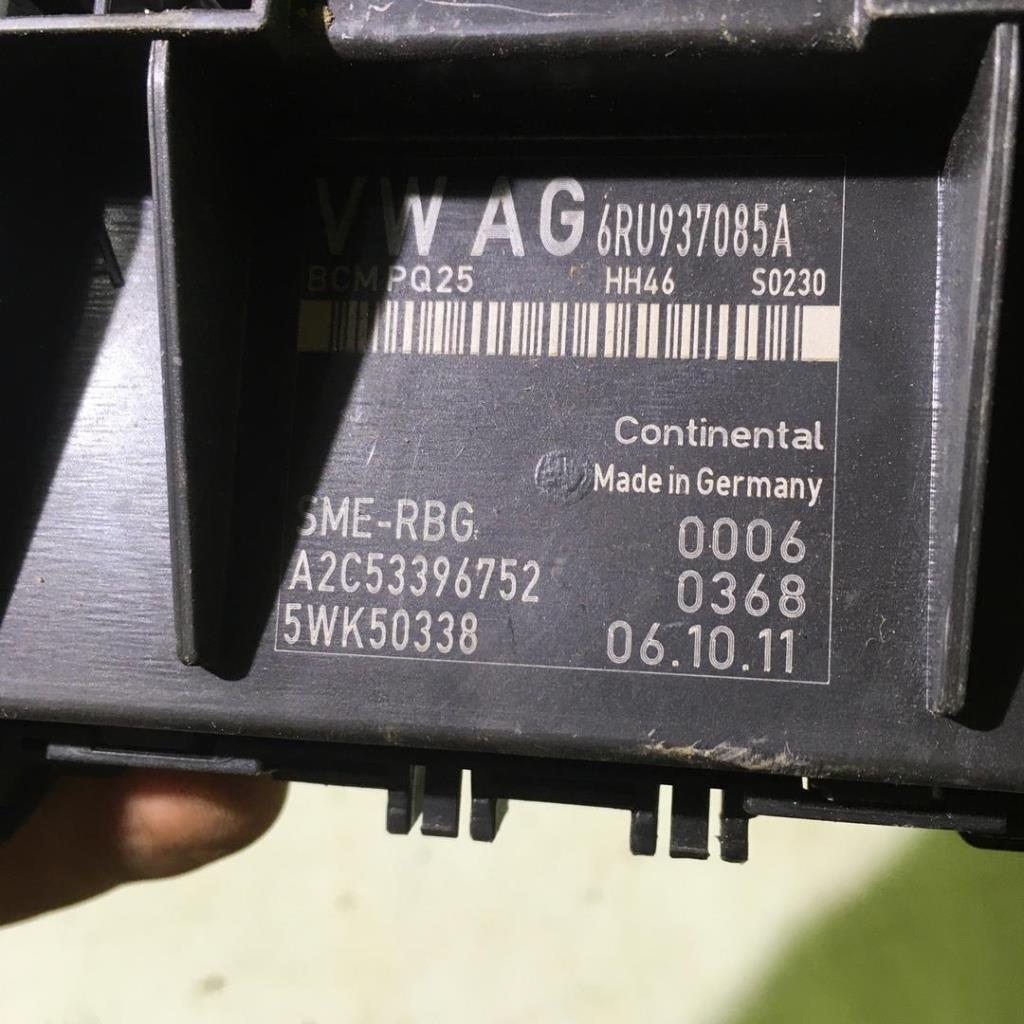 VW AG 6RU937085A
BCM PQ25 HH46 S0230
Continental
Made in Germany
SME-RBG 0006
A2C53396752 0368
5WK50338 06.10.11